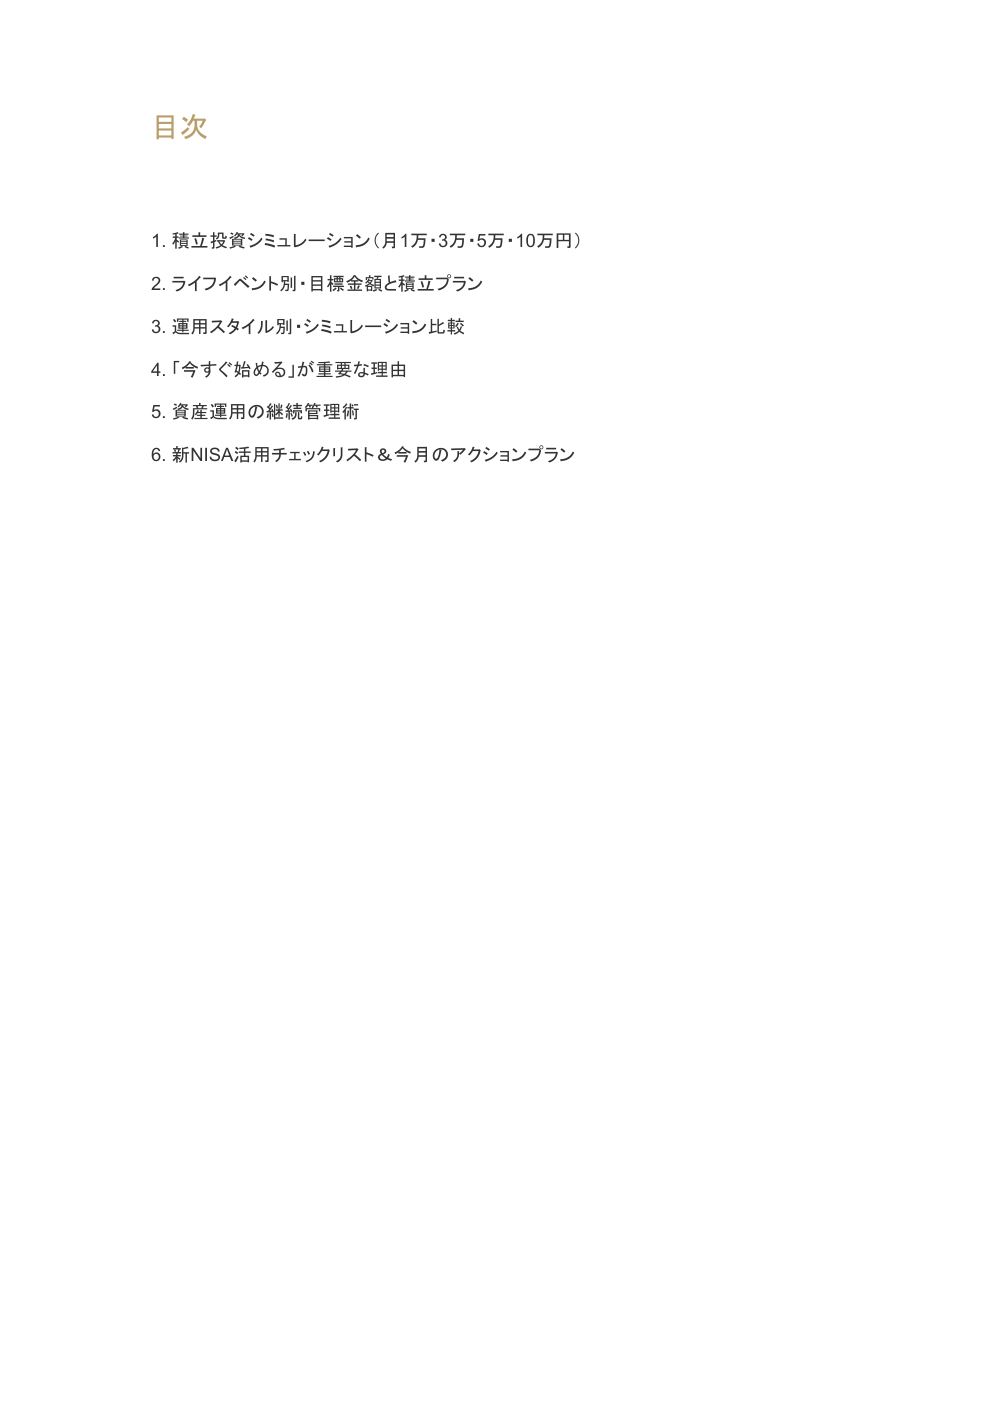 目次
1. 積立投資シミュレーション（月1万・3万・5万・10万円）
2. ライフイベント別・目標金額と積立プラン
3. 運用スタイル別・シミュレーション比較
4. 「今すぐ始める」が重要な理由
5. 資産運用の継続管理術
6. 新NISA活用チェックリスト＆今月のアクションプラン